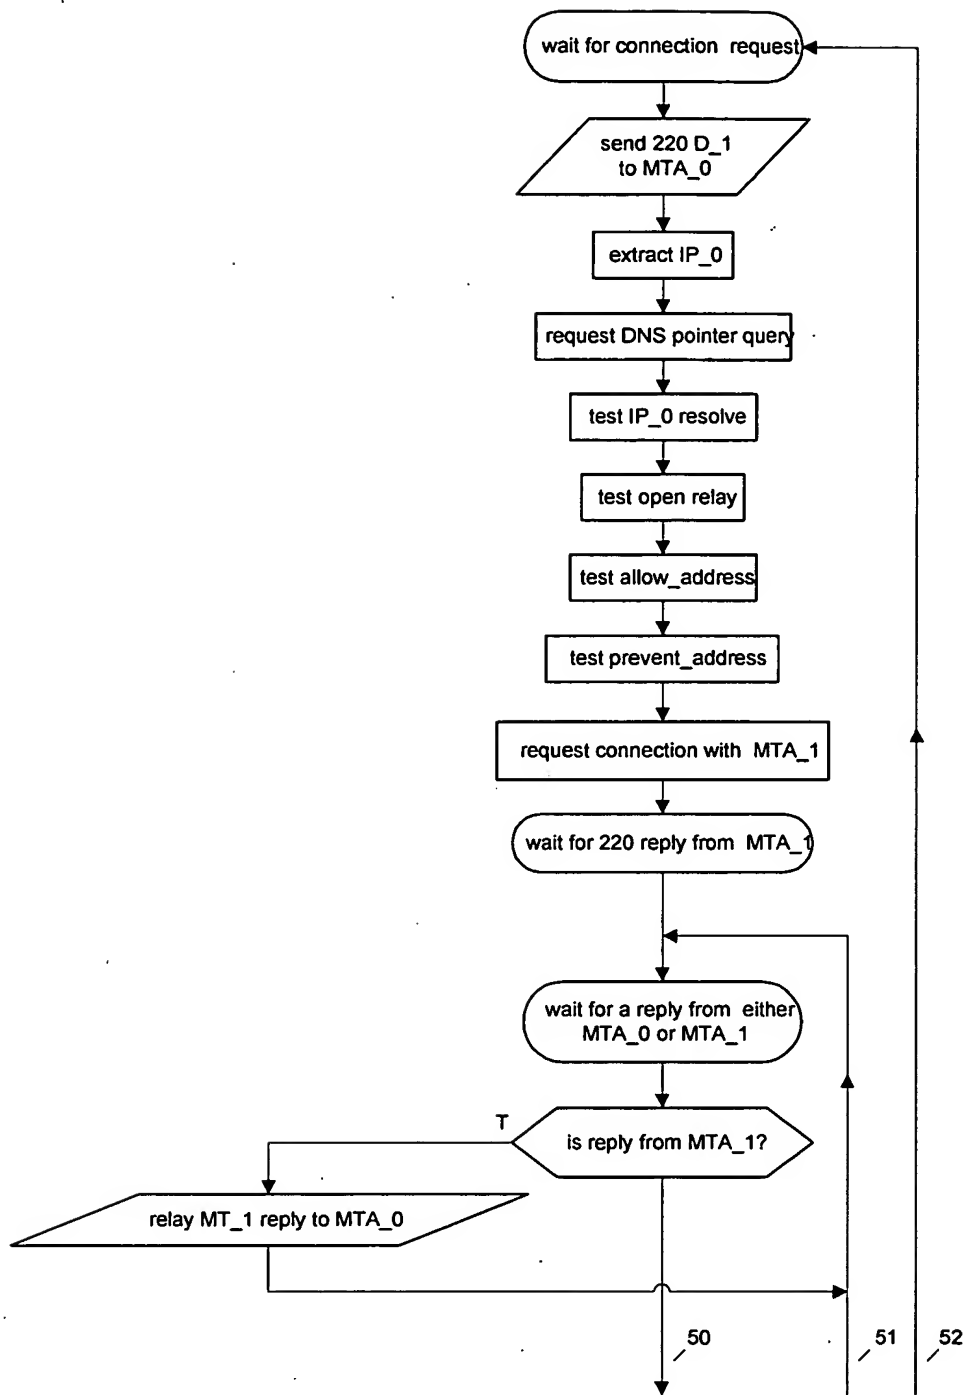 wait for connection request
send 220 D_1
to MTA_0
extract IP_0
request DNS pointer query
test IP_0 resolve
test open relay
test allow_address
test prevent_address
request connection with MTA_1
wait for 220 reply from MTA_1
wait for a reply from either
MTA_0 or MTA_1
T
is reply from MTA_1?
relay MT_1 reply to MTA_0
50
51
52